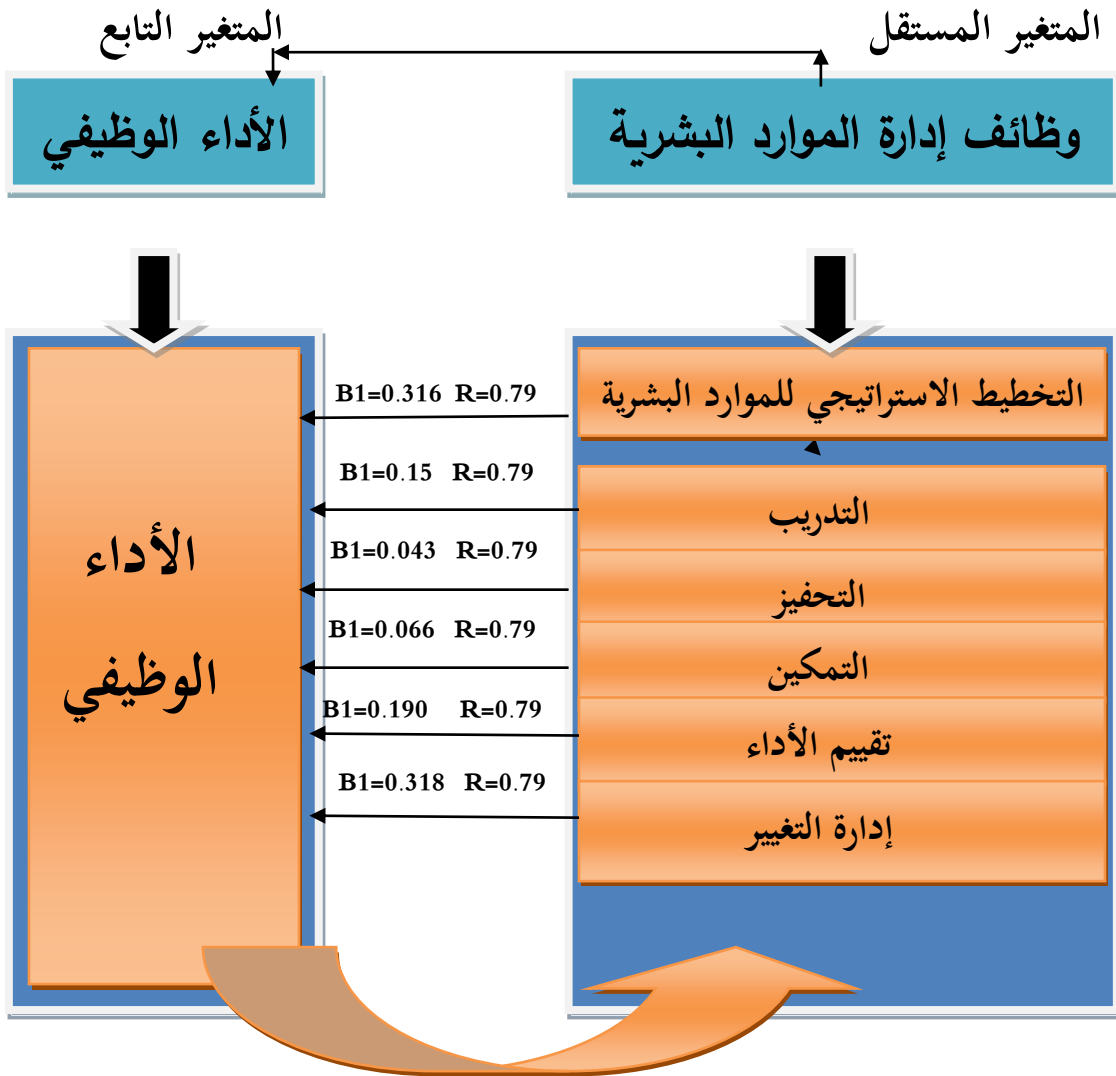 المتغير المستقل
المتغير التابع
وظائف إدارة الموارد البشرية
الأداء الوظيفي
التخطيط الاستراتيجي للموارد البشرية
B1=0.316 R=0.79
التدريب
B1=0.15 R=0.79
التحفيز
B1=0.043 R=0.79
التمكين
B1=0.066 R=0.79
تقييم الأداء
B1=0.190 R=0.79
إدارة التغيير
B1=0.318 R=0.79
الأداء
الوظيفي